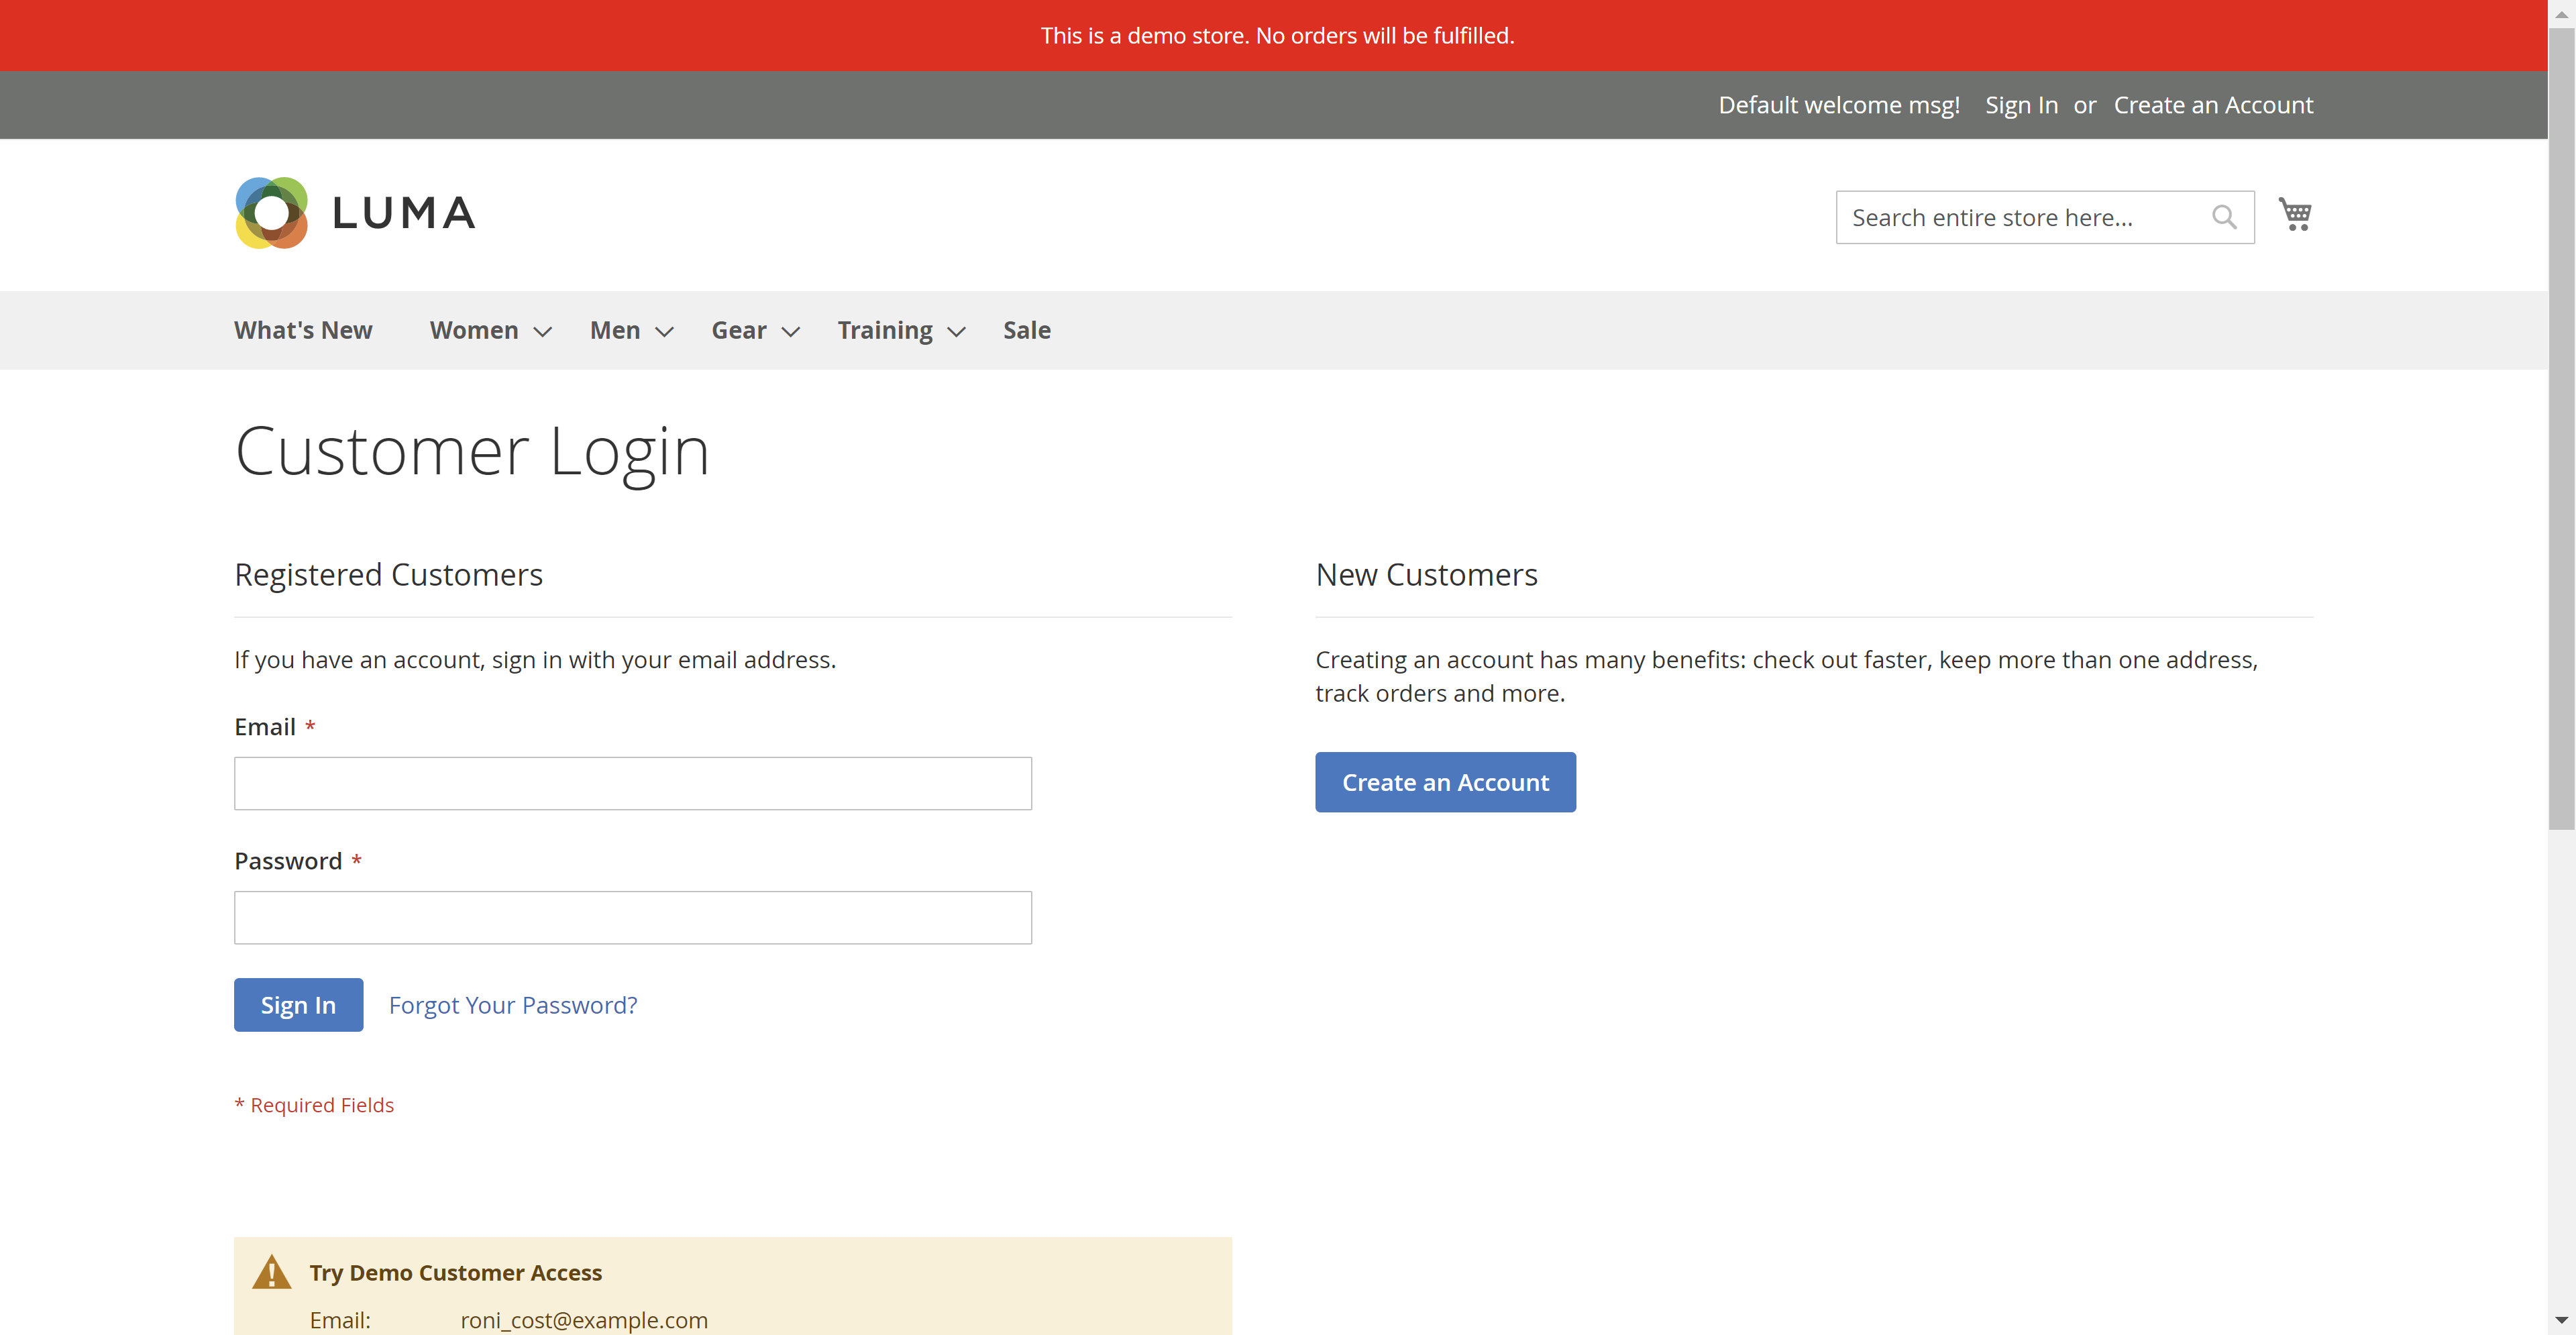 This is a demo store. No orders will be fulfilled.
Default welcome msg! Sign In or Create an Account
LUMA
Search entire store here...
What's New Women Men Gear Training Sale
Customer Login
Registered Customers
If you have an account, sign in with your email address.
Email *
Password *
Sign In Forgot Your Password?
* Required Fields
New Customers
Creating an account has many benefits: check out faster, keep more than one address,
track orders and more.
Create an Account
Try Demo Customer Access
Email: roni_cost@example.com